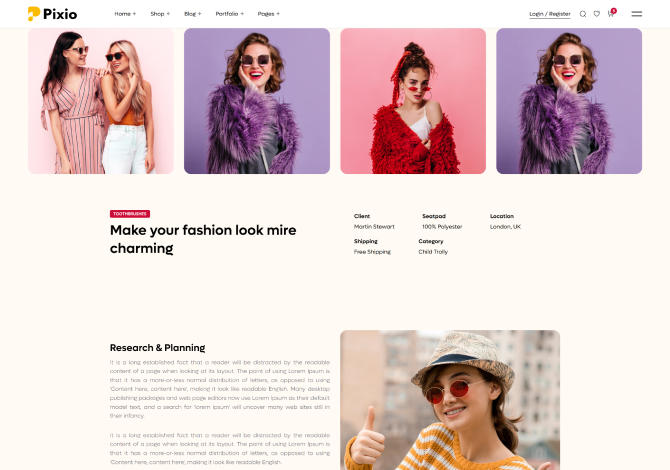 Pixio Home + Shop + Blog + Portfolio + Pages + Login / Register 5
TOOTHBRUSHES
Make your fashion look mire
charming
Client Seatpad Location
Martin Stewart 100% Polyester London, UK
Shipping Category
Free Shipping Child Trolly
Research & Planning
It is a long established fact that a reader will be distracted by the readable
content of a page when looking at its layout. The point of using Lorem Ipsum is
that it has a more-or-less normal distribution of letters, as opposed to using
'Content here, content here', making it look like readable English. Many desktop
publishing packages and web page editors now use Lorem Ipsum as their default
model text, and a search for 'lorem ipsum' will uncover many web sites still in
their infancy.
It is a long established fact that a reader will be distracted by the readable
content of a page when looking at its layout. The point of using Lorem Ipsum is
that it has a more-or-less normal distribution of letters, as opposed to using
'Content here, content here', making it look like readable English.